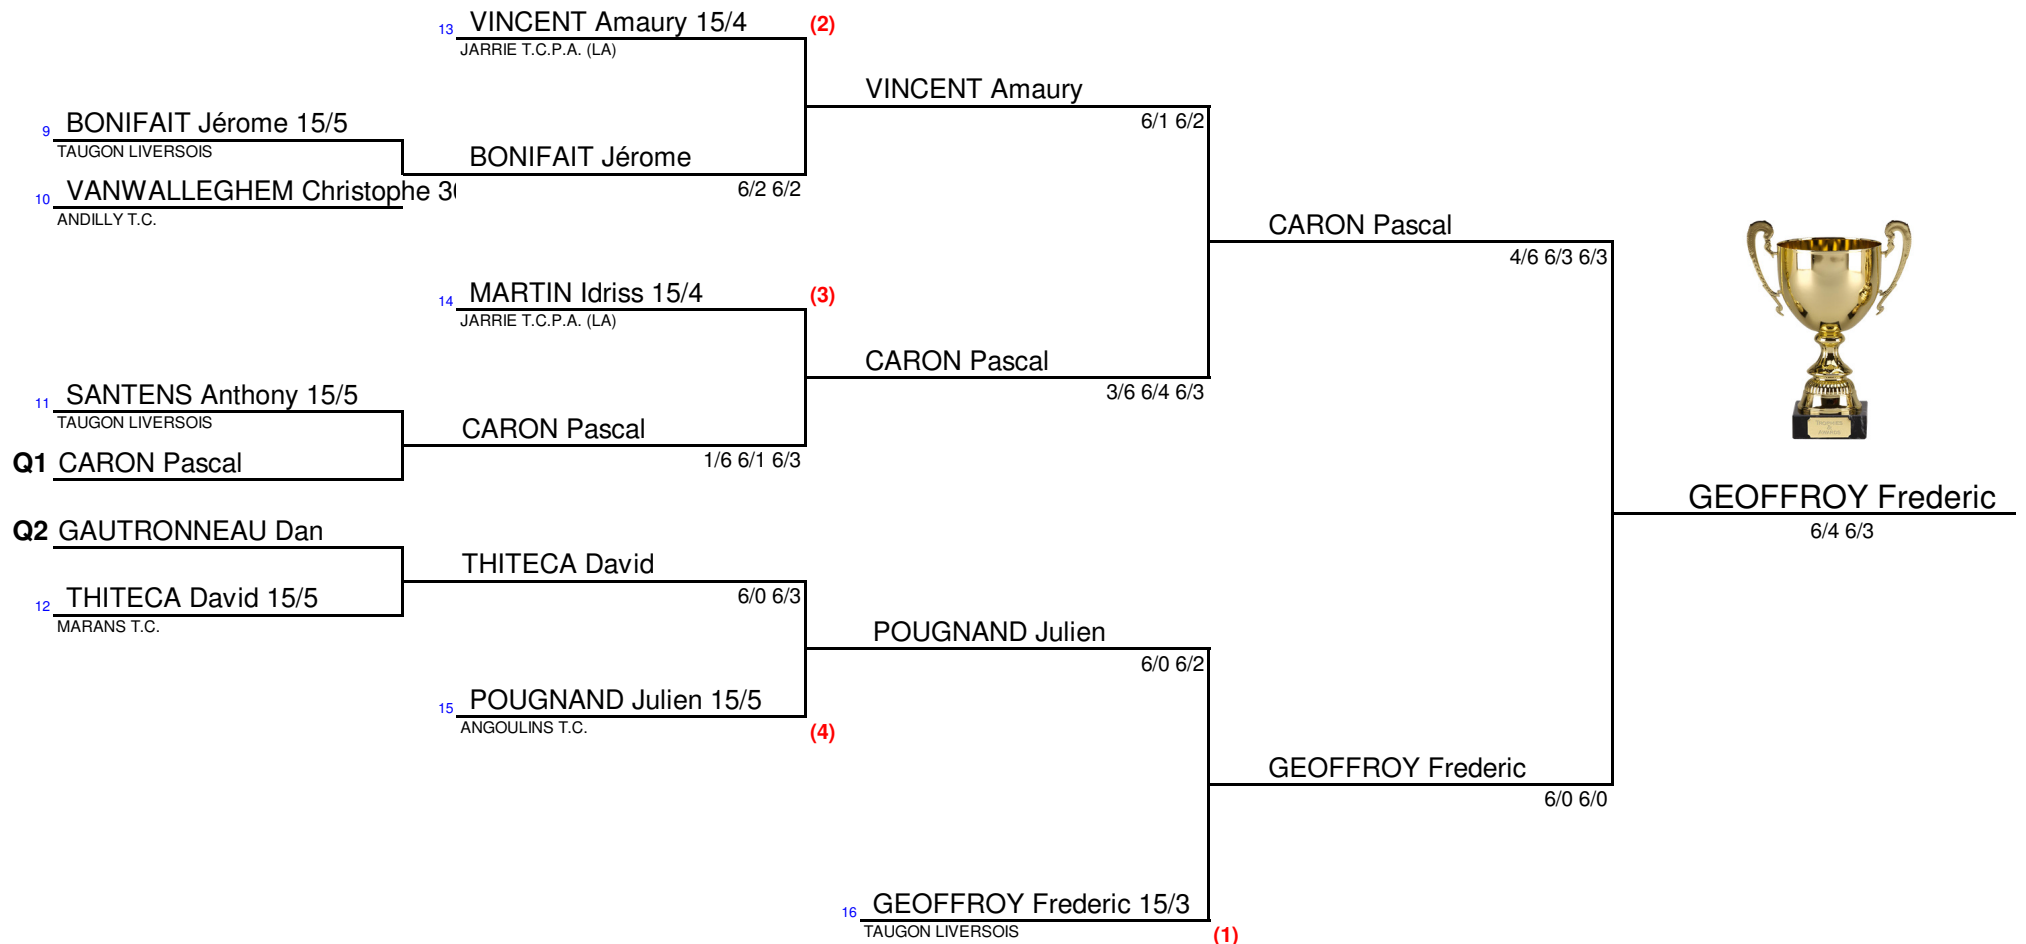 13 VINCENT Amaury 15/4 (2)
JARRIE T.C.P.A. (LA)
VINCENT Amaury
6/1 6/2
9 BONIFAIT Jérome 15/5
TAUGON LIVERSOIS
BONIFAIT Jérome
6/2 6/2
10 VANWALLEGHEM Christophe
ANDILLY T.C.
CARON Pascal
4/6 6/3 6/3
14 MARTIN Idriss 15/4 (3)
JARRIE T.C.P.A. (LA)
CARON Pascal
3/6 6/4 6/3
11 SANTENS Anthony 15/5
TAUGON LIVERSOIS
CARON Pascal
1/6 6/1 6/3
Q1 CARON Pascal
GEOFFROY Frederic
6/4 6/3
Q2 GAUTRONNEAU Dan
THITECA David
6/0 6/3
12 THITECA David 15/5
MARANS T.C.
POUGNAND Julien
6/0 6/2
15 POUGNAND Julien 15/5
ANGOULINS T.C.
(4)
GEOFFROY Frederic
6/0 6/0
16 GEOFFROY Frederic 15/3
TAUGON LIVERSOIS
(1)